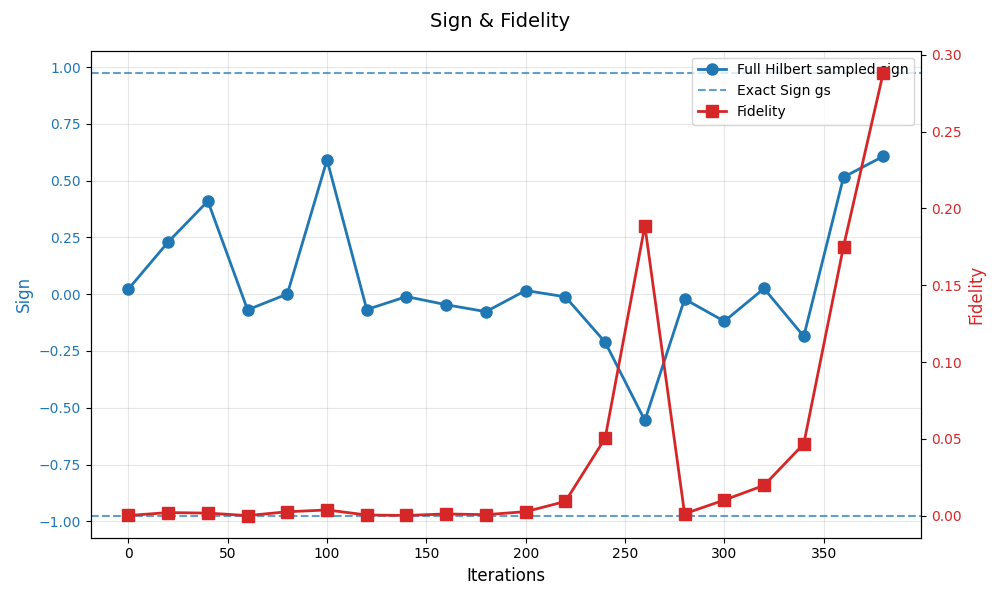 Sign & Fidelity
Full Hilbert sampled sign
Exact Sign gs
Fidelity
1.00
0.75
0.50
0.25
0.00
−0.25
−0.50
−0.75
−1.00
Sign
0.30
0.25
0.20
0.15
0.10
0.05
0.00
Fidelity
0 50 100 150 200 250 300 350
Iterations